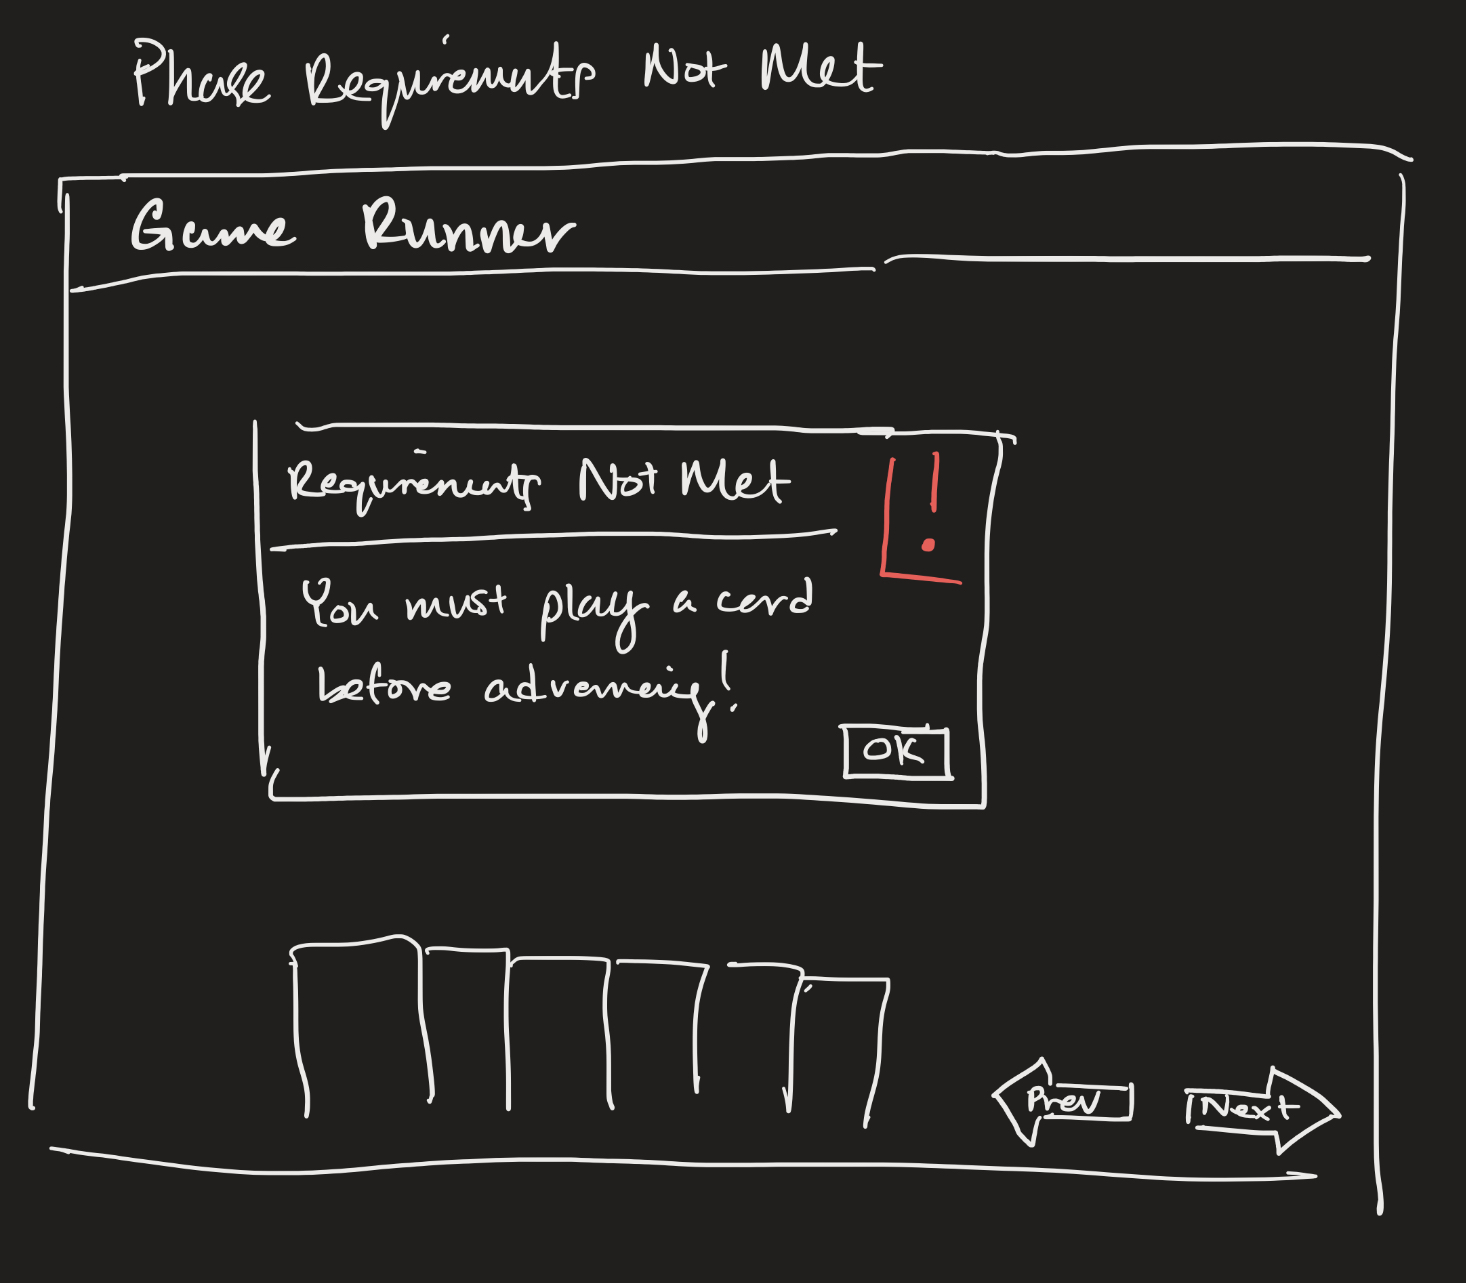 Phase Requirements Not Met
Game Runner
Requirements Not Met
!
You must play a card
before advancing!
OK
Prev
Next